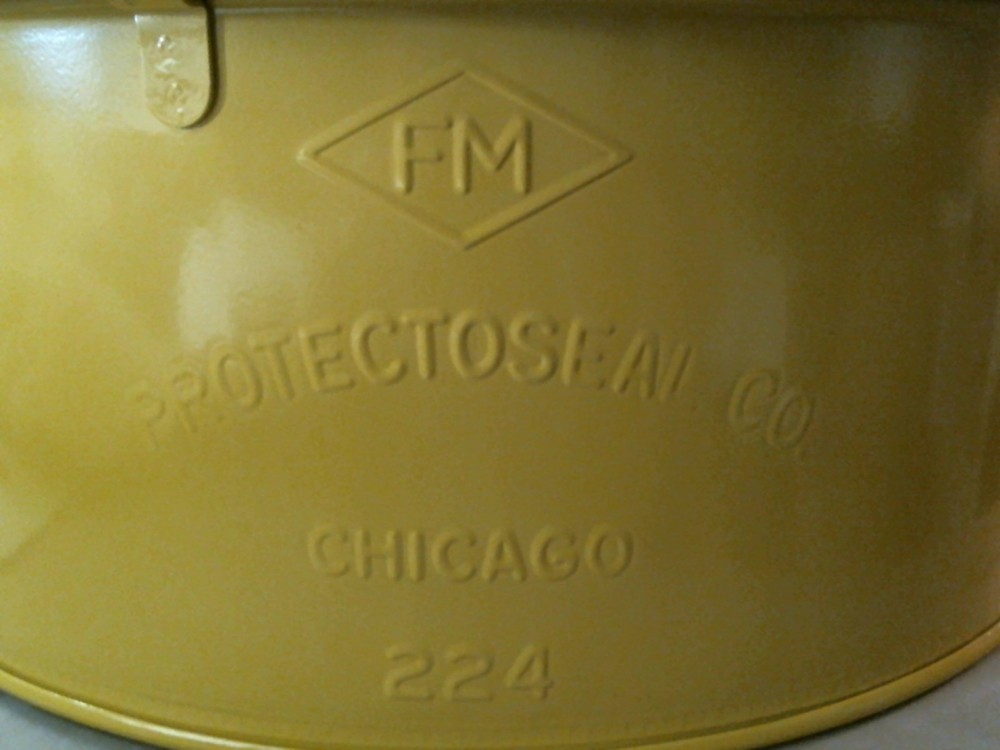 FM
PROTECTOSEAL CO.
CHICAGO
224